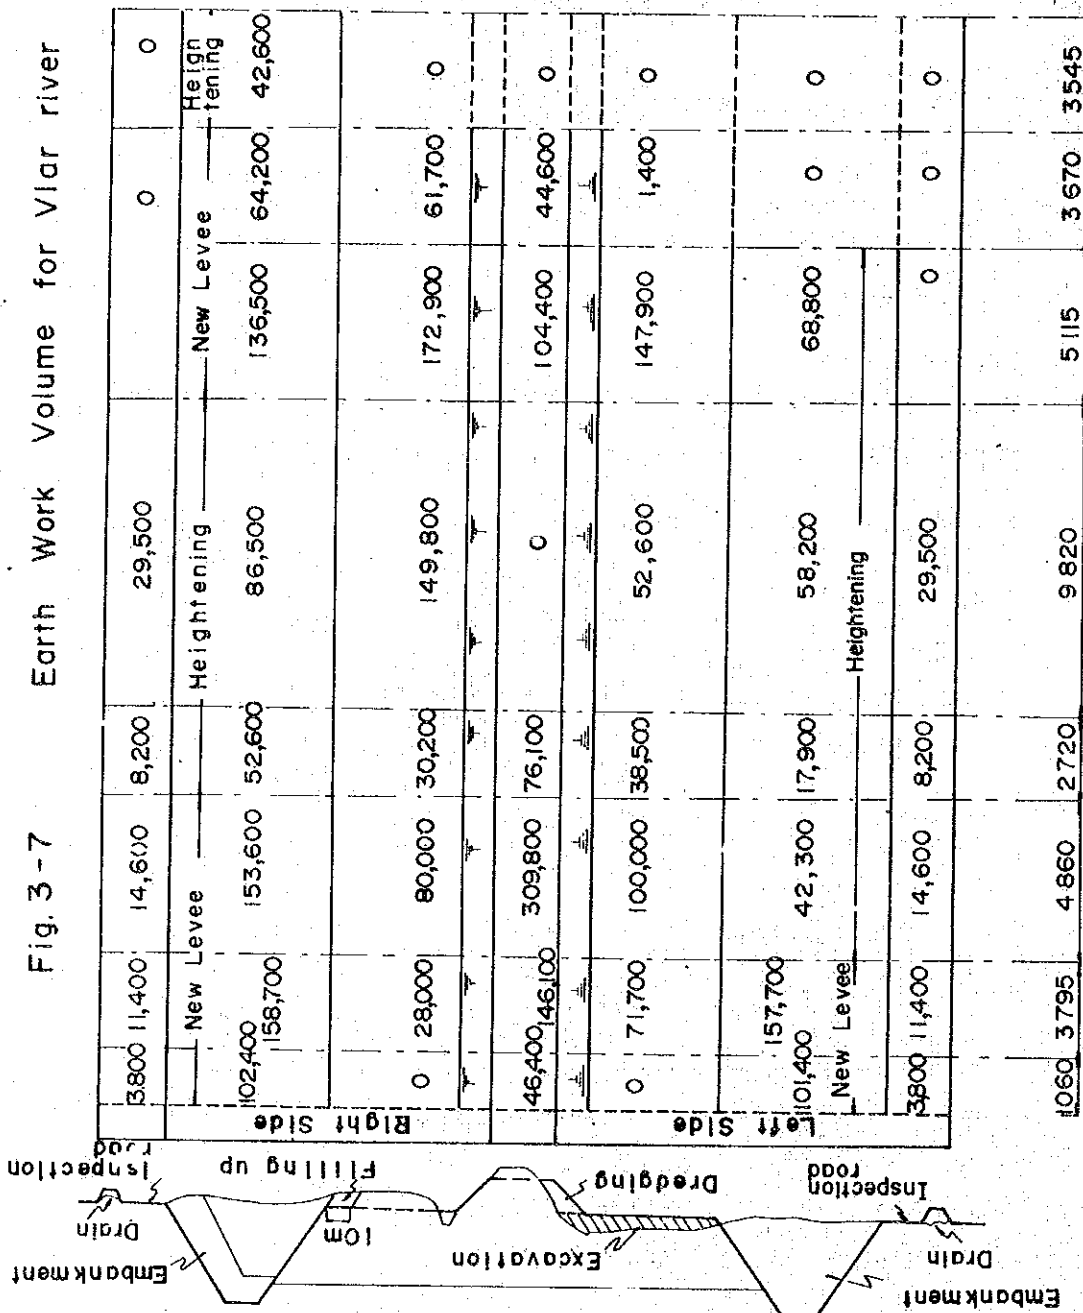 Fig. 3-7 Earth Work Volume for Vlar river
3,800 11,400 14,600 8,200 29,500 0 0
New Levee Heightening New Levee Heigh tening
102,400 158,700 153,600 52,600 86,500 136,500 64,200 42,600
0 28,000 80,000 30,200 149,800 172,900 61,700 0
46,400 146,100 309,800 76,100 0 104,400 44,600 0
0 71,700 100,000 38,500 52,600 147,900 1,400 0
101,400 157,700 42,300 17,900 58,200 68,800 0 0
New Levee Heightening
3,800 11,400 14,600 8,200 29,500 0 0 0
1060 3795 4860 2720 9820 5115 3670 3545
Right Side
Left Side
Embankment
Drain
Inspection
road
Filling up
10m
Excavation
Dredging
Inspection
road
Drain
Embankment